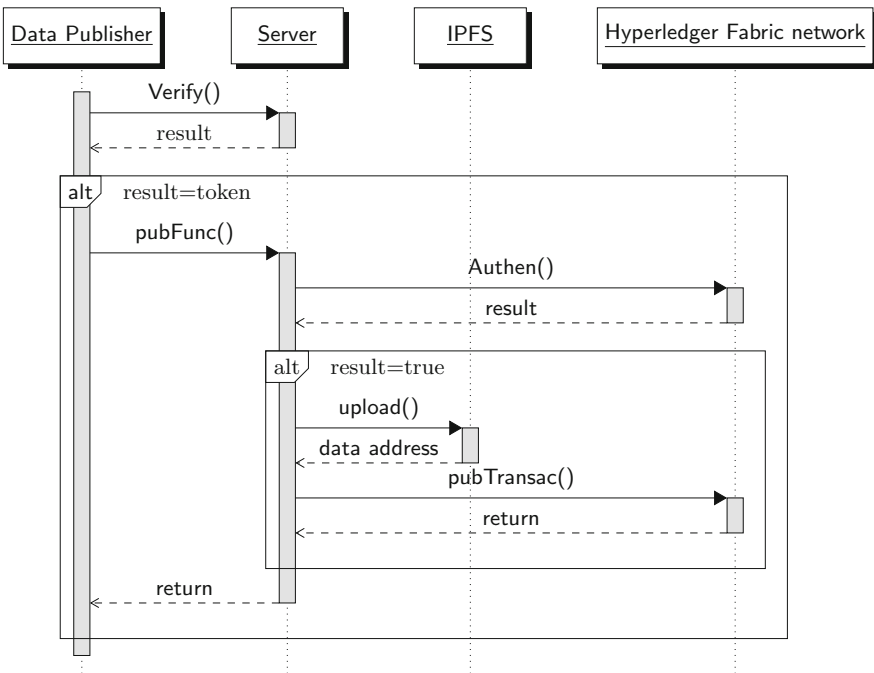 Data Publisher
Server
IPFS
Hyperledger Fabric network
Verify()
result
alt
result=token
pubFunc()
Authen()
result
alt
result=true
upload()
data address
pubTransac()
return
return